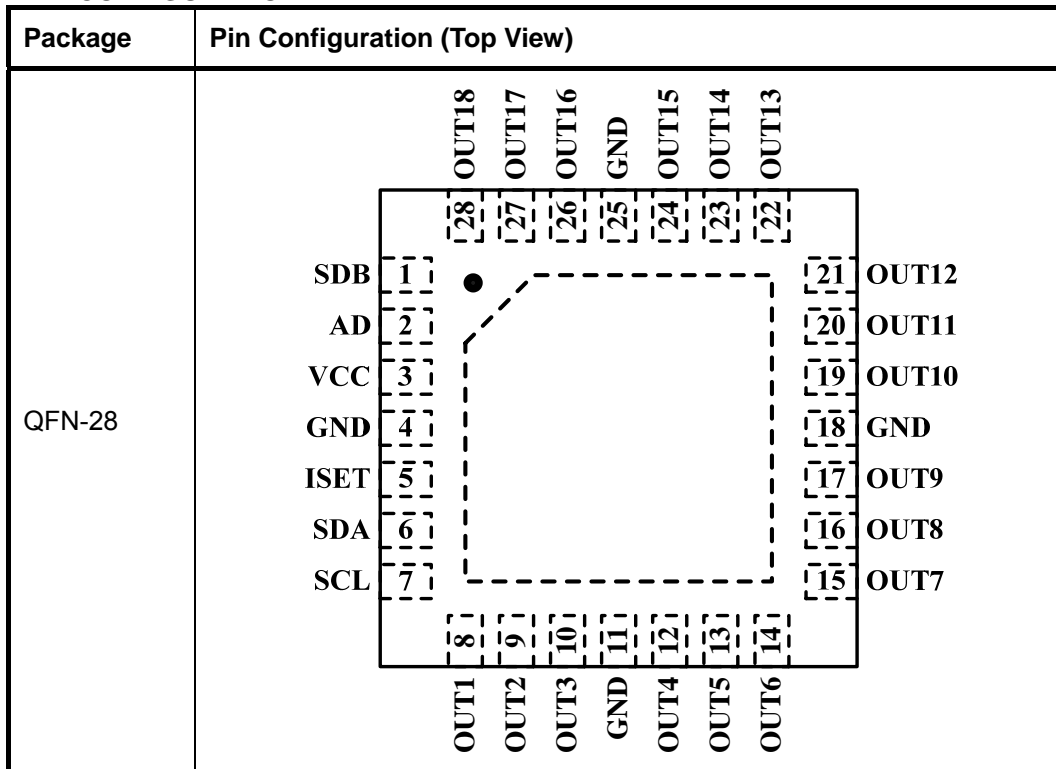 Package Pin Configuration (Top View)
QFN-28
OUT18 OUT17 OUT16 GND OUT15 OUT14 OUT13
28 27 26 25 24 23 22
SDB 1 21 OUT12
AD 2 20 OUT11
VCC 3 19 OUT10
GND 4 18 GND
ISET 5 17 OUT9
SDA 6 16 OUT8
SCL 7 15 OUT7
8 9 10 11 12 13 14
OUT1 OUT2 OUT3 GND OUT4 OUT5 OUT6